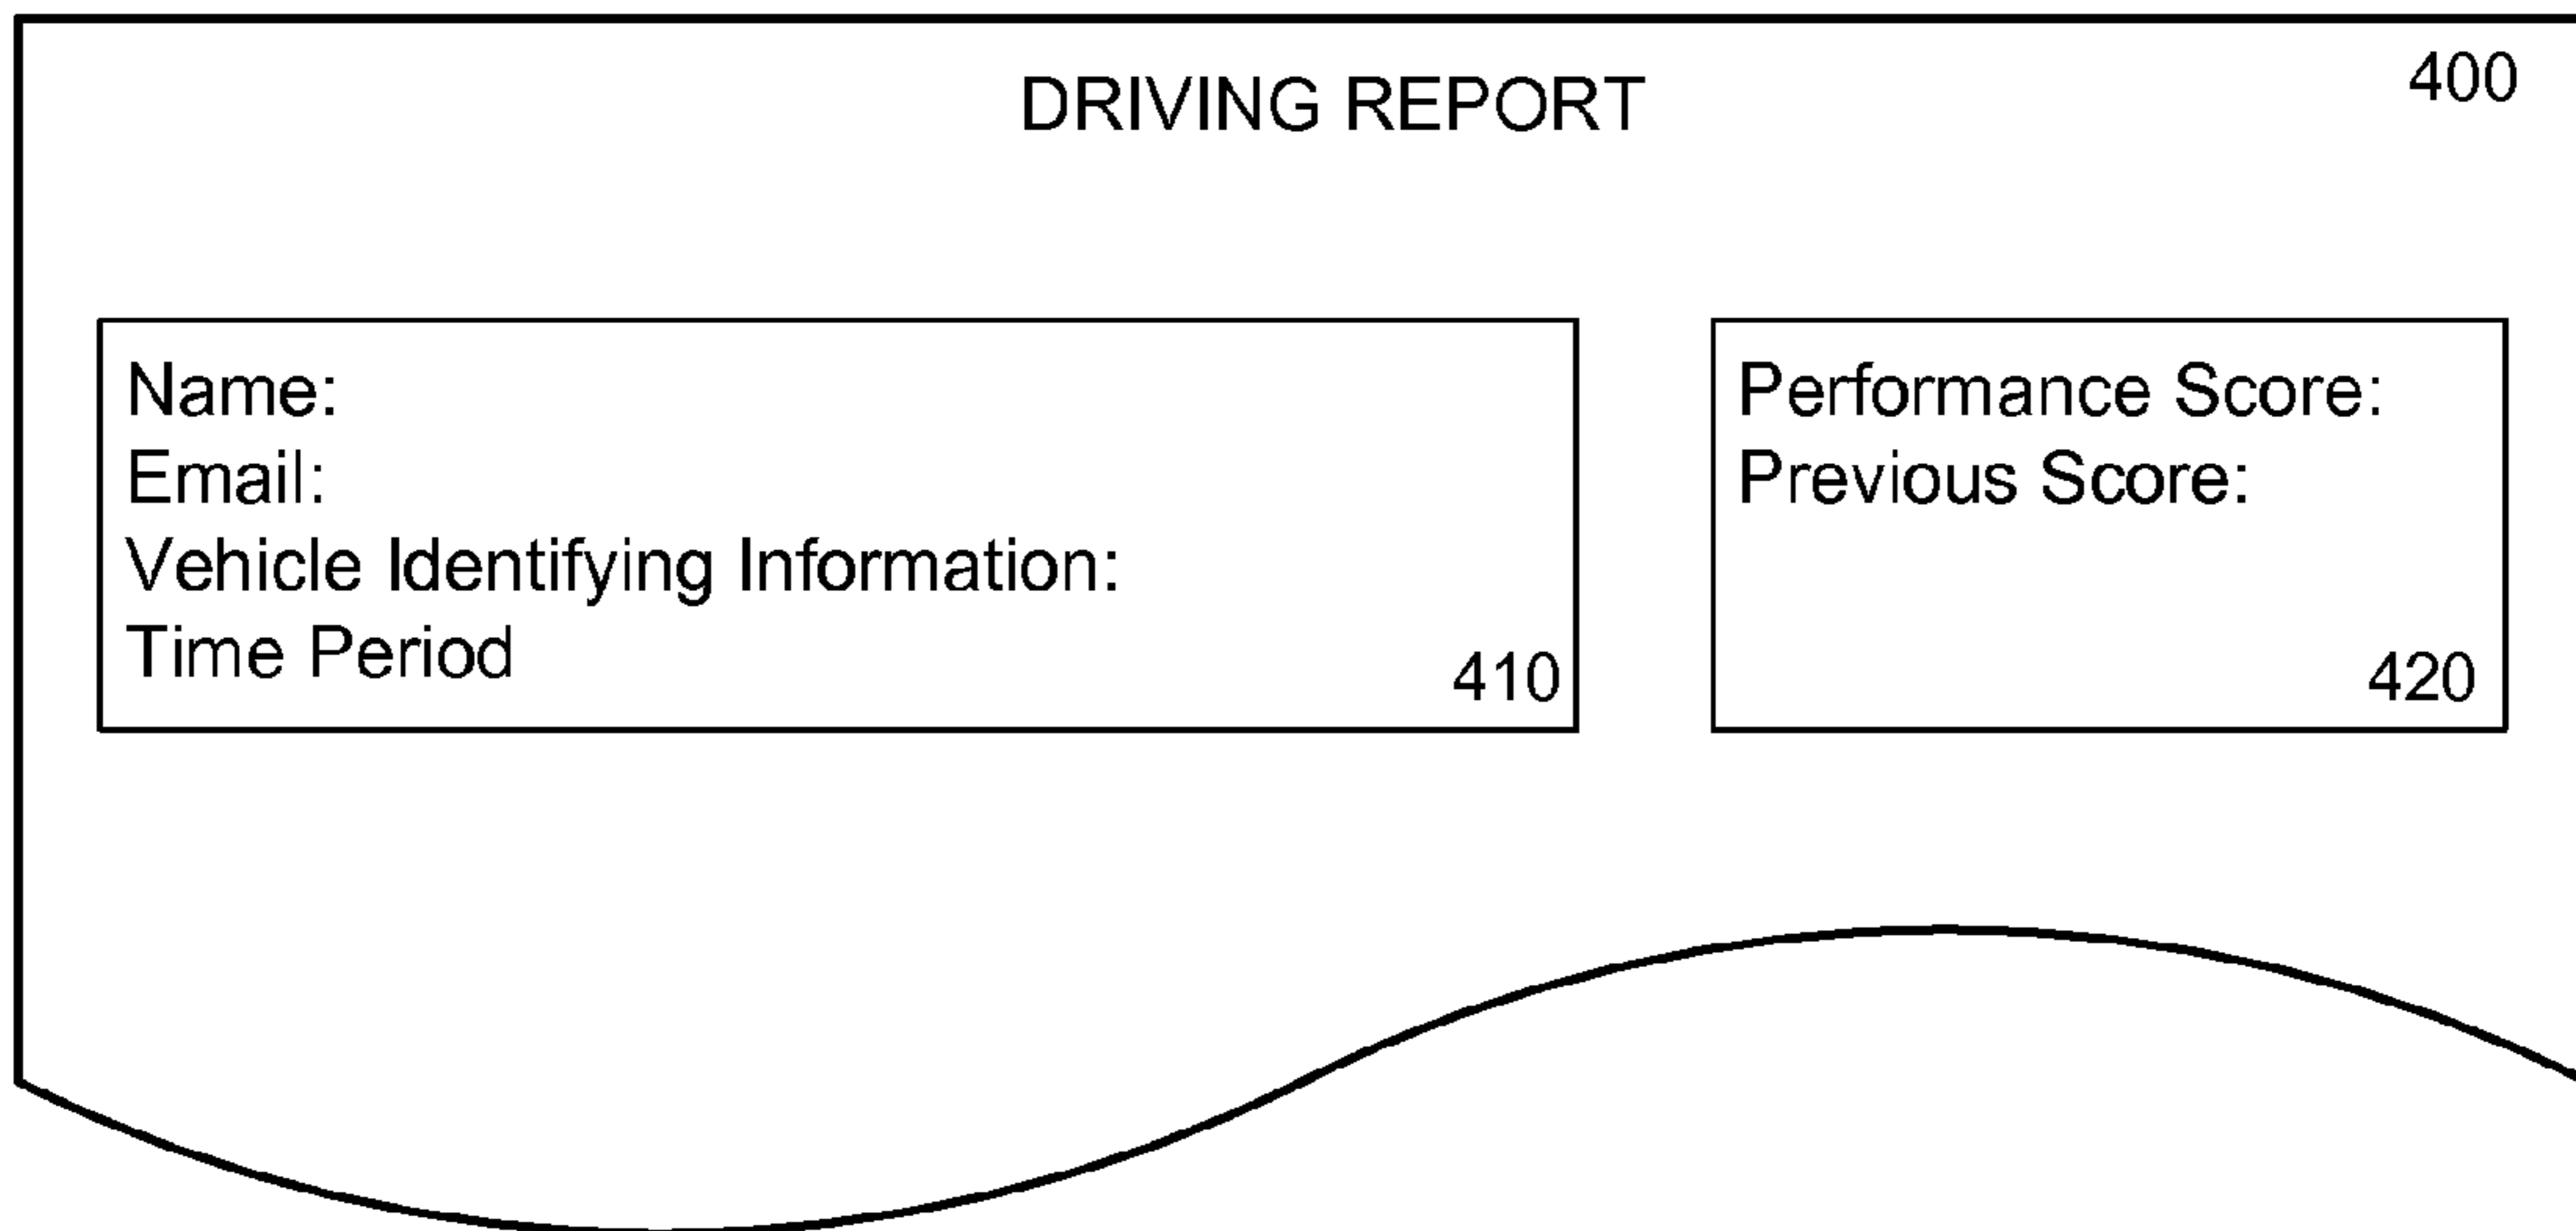 400
DRIVING REPORT
Name:
Email:
Vehicle Identifying Information:
Time Period
410
Performance Score:
Previous Score:
420